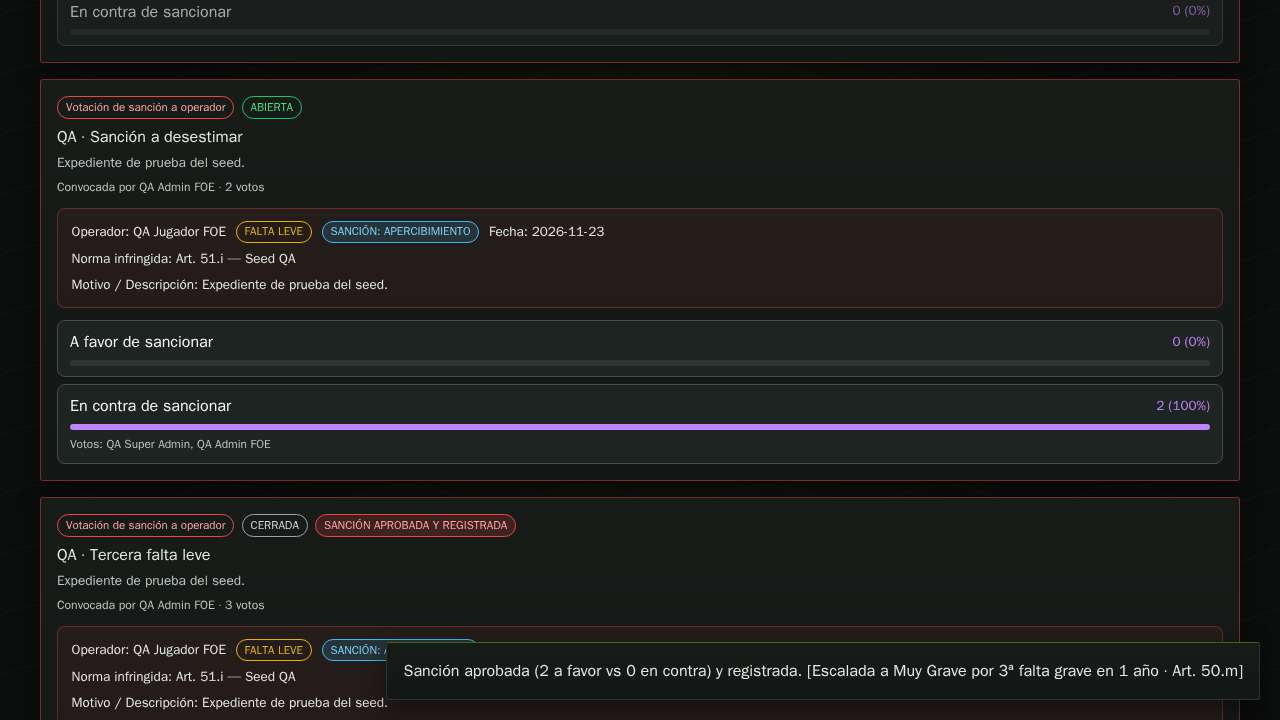 En contra de sancionar 0 (0%)
Votación de sanción a operador ABIERTA
QA · Sanción a desestimar
Expediente de prueba del seed.
Convocada por QA Admin FOE · 2 votos
Operador: QA Jugador FOE FALTA LEVE SANCIÓN: APERCIBIMIENTO Fecha: 2026-11-23
Norma infringida: Art. 51.i — Seed QA
Motivo / Descripción: Expediente de prueba del seed.
A favor de sancionar 0 (0%)
En contra de sancionar 2 (100%)
Votos: QA Super Admin, QA Admin FOE
Votación de sanción a operador CERRADA SANCIÓN APROBADA Y REGISTRADA
QA · Tercera falta leve
Expediente de prueba del seed.
Convocada por QA Admin FOE · 3 votos
Operador: QA Jugador FOE FALTA LEVE SANCIÓN:
Norma infringida: Art. 51.i — Seed QA
Motivo / Descripción: Expediente de prueba del seed.
Sanción aprobada (2 a favor vs 0 en contra) y registrada. [Escalada a Muy Grave por 3ª falta grave en 1 año · Art. 50.m]